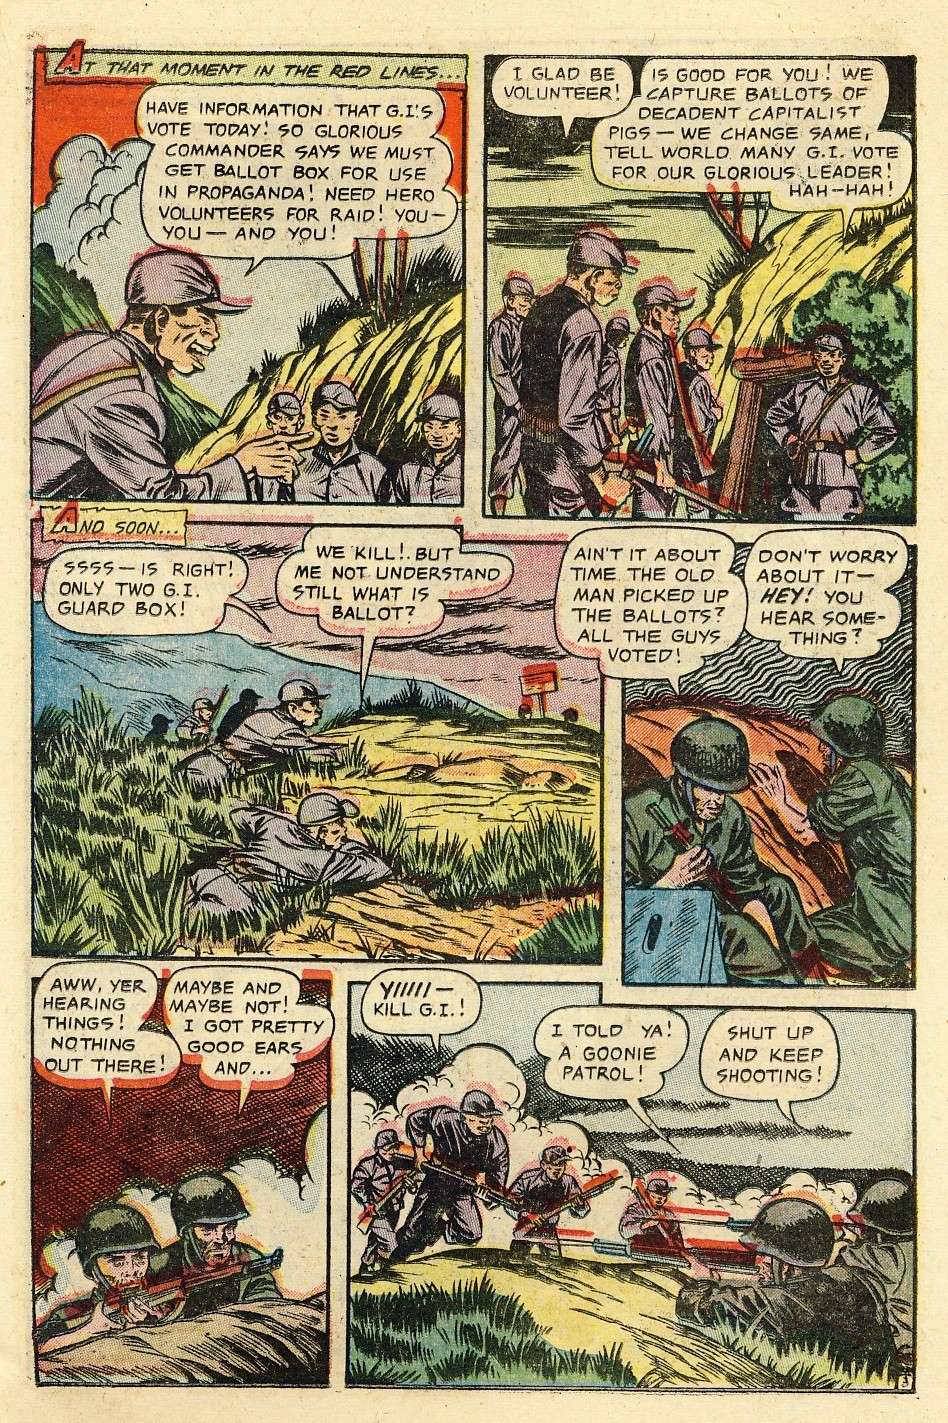 AT THAT MOMENT IN THE RED LINES...
HAVE INFORMATION THAT G.I.'S
VOTE TODAY! SO GLORIOUS
COMMANDER SAYS WE MUST
GET BALLOT BOX FOR USE
IN PROPAGANDA! NEED HERO
VOLUNTEERS FOR RAID! YOU—
YOU— AND YOU!
I GLAD BE
VOLUNTEER!
IS GOOD FOR YOU! WE
CAPTURE BALLOTS OF
DECADENT CAPITALIST
PIGS— WE CHANGE SAME,
TELL WORLD MANY G.I. VOTE
FOR OUR GLORIOUS LEADER!
HAH—HAH!
AND SOON...
SSSS— IS RIGHT!
ONLY TWO G.I.
GUARD BOX!
WE KILL! BUT
ME NOT UNDERSTAND
STILL WHAT IS
BALLOT?
AIN'T IT ABOUT
TIME THE OLD
MAN PICKED UP
THE BALLOTS?
ALL THE GUYS
VOTED!
DON'T WORRY
ABOUT IT—
HEY! YOU
HEAR SOME-
THING?
AWW, YER
HEARING
THINGS!
NOTHING
OUT THERE!
MAYBE AND
MAYBE NOT!
I GOT PRETTY
GOOD EARS
AND...
YIIIII—
KILL G.I.!
I TOLD YA!
A GOONIE
PATROL!
SHUT UP
AND KEEP
SHOOTING!